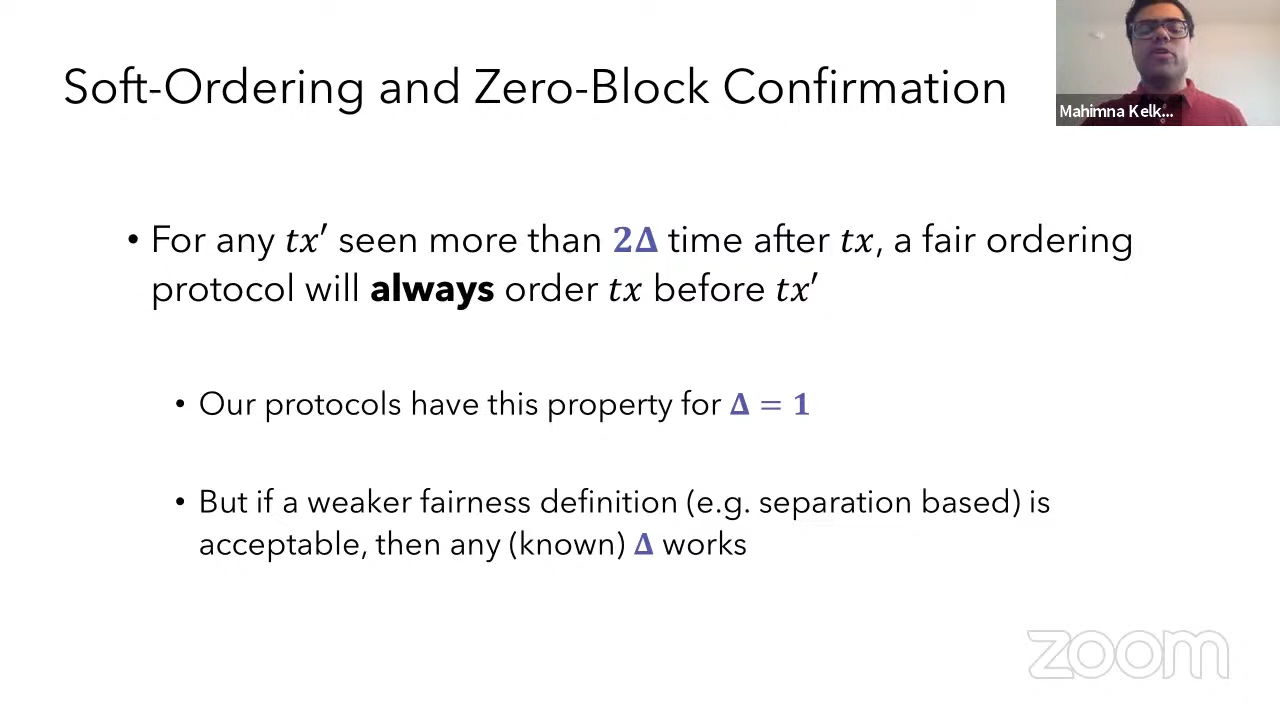 Soft-Ordering and Zero-Block Confirmation
Mahimna Kelk...
• For any tx′ seen more than 2Δ time after tx, a fair ordering
protocol will always order tx before tx′
• Our protocols have this property for Δ = 1
• But if a weaker fairness definition (e.g. separation based) is
acceptable, then any (known) Δ works
zoom